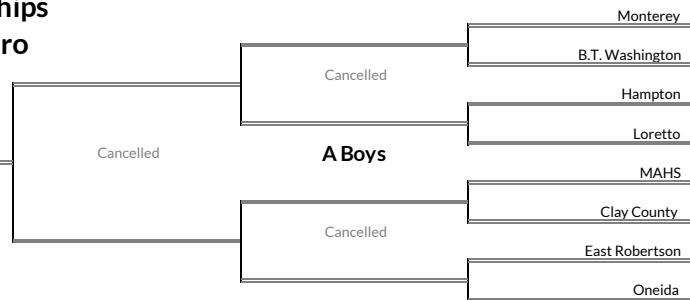 hips
ro
Monterey
B.T. Washington
Cancelled
Hampton
Loretto
Cancelled
A Boys
MAHS
Clay County
Cancelled
East Robertson
Oneida